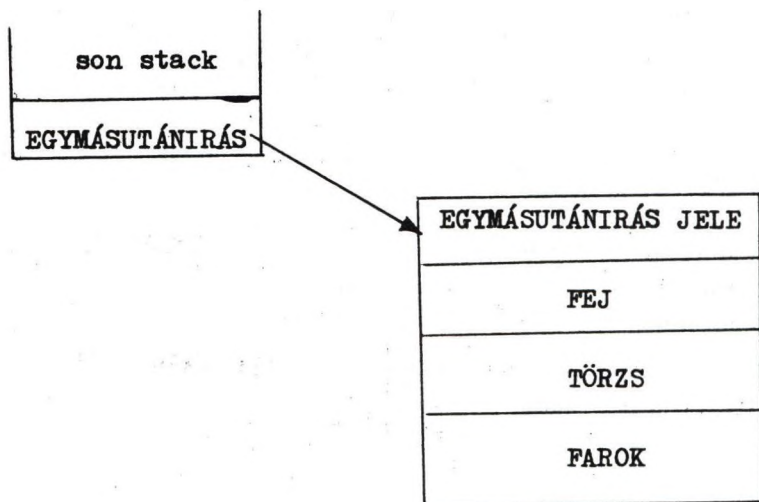 son stack
EGYMÁSUTÁNIRÁS
EGYMÁSUTÁNIRÁS JELE
FEJ
TÖRZS
FAROK